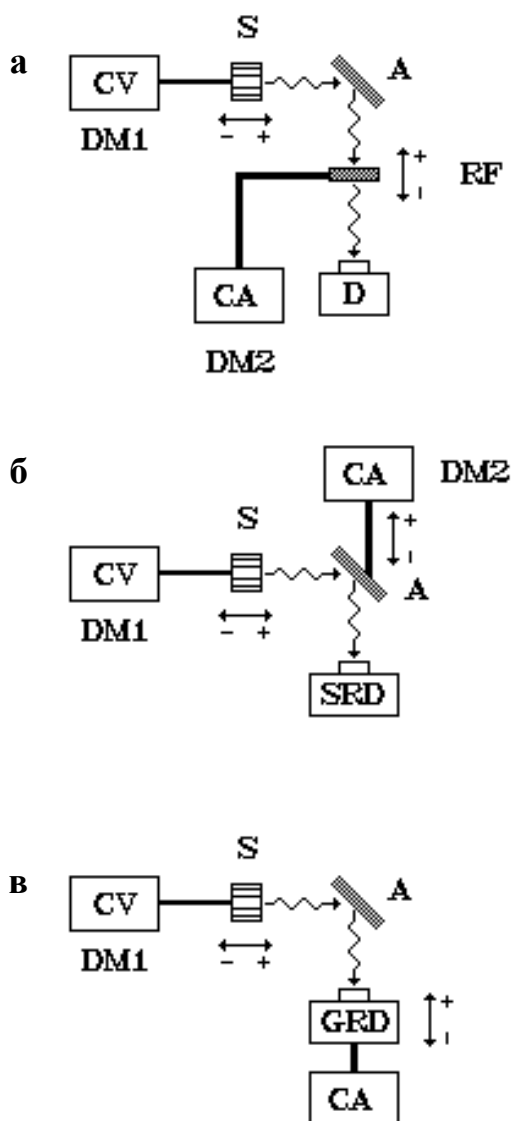 S
а
CV
A
DM1
− +
+
−
RF
CA
D
DM2
б
CA
DM2
S
+
−
CV
A
DM1
− +
SRD
S
в
CV
A
DM1
− +
GRD
+
−
CA